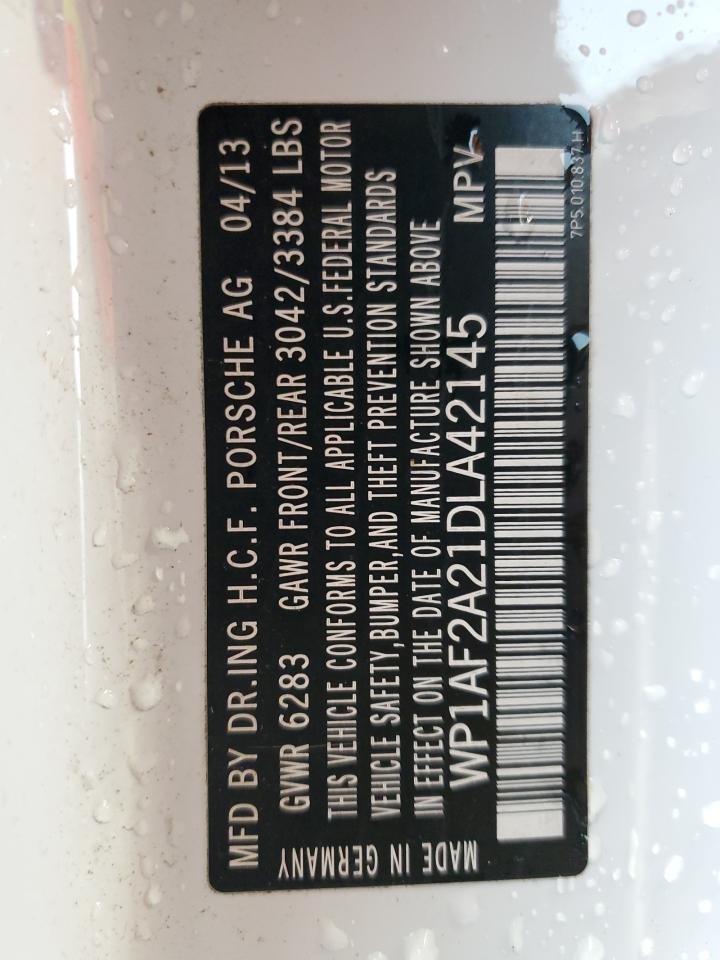 MFD BY DR.ING H.C.F. PORSCHE AG 04/13
GVWR 6283 GAWR FRONT/REAR 3042/3384 LBS
THIS VEHICLE CONFORMS TO ALL APPLICABLE U.S.FEDERAL MOTOR
VEHICLE SAFETY,BUMPER,AND THEFT PREVENTION STANDARDS
IN EFFECT ON THE DATE OF MANUFACTURE SHOWN ABOVE
WP1AF2A21DLA42145 MPV
MADE IN GERMANY
7P5.010.837.H